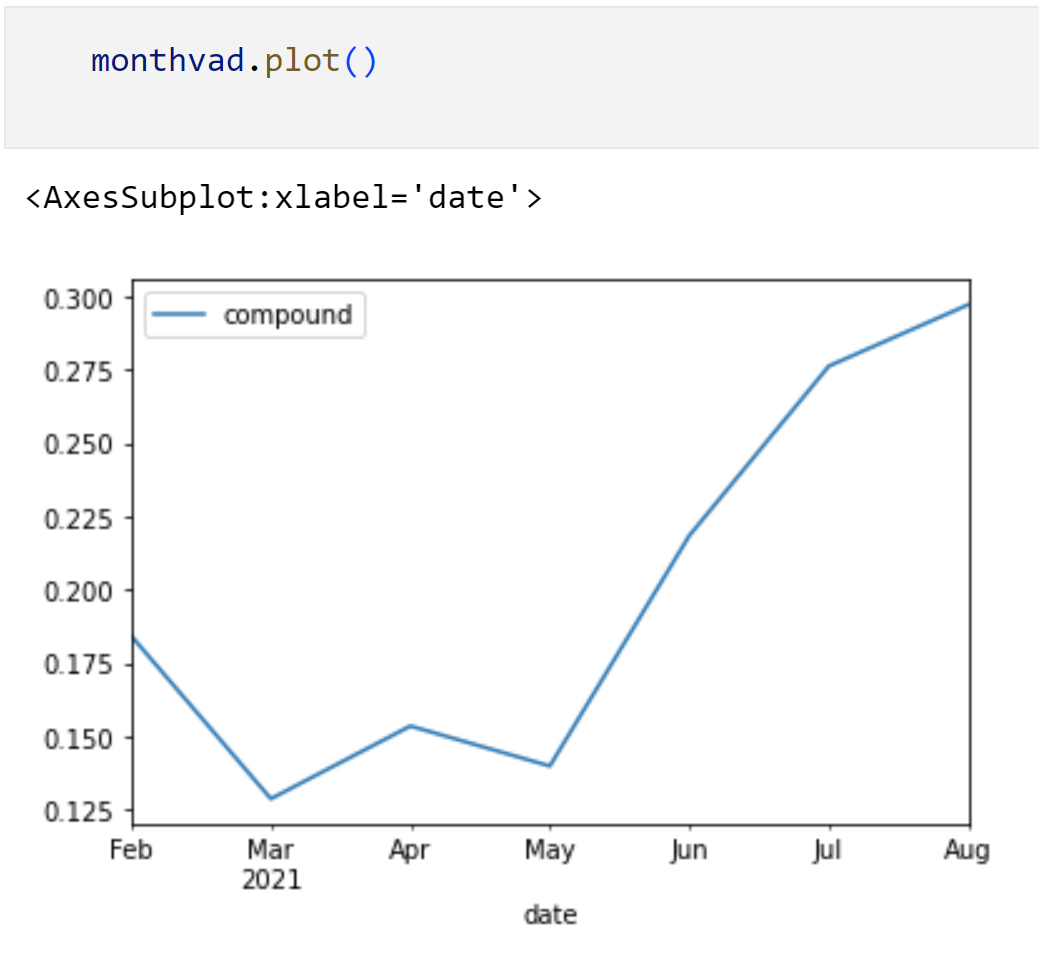 monthvad.plot()
<AxesSubplot:xlabel='date'>
0.300
compound
0.275
0.250
0.225
0.200
0.175
0.150
0.125
Feb Mar Apr May Jun Jul Aug
2021
date